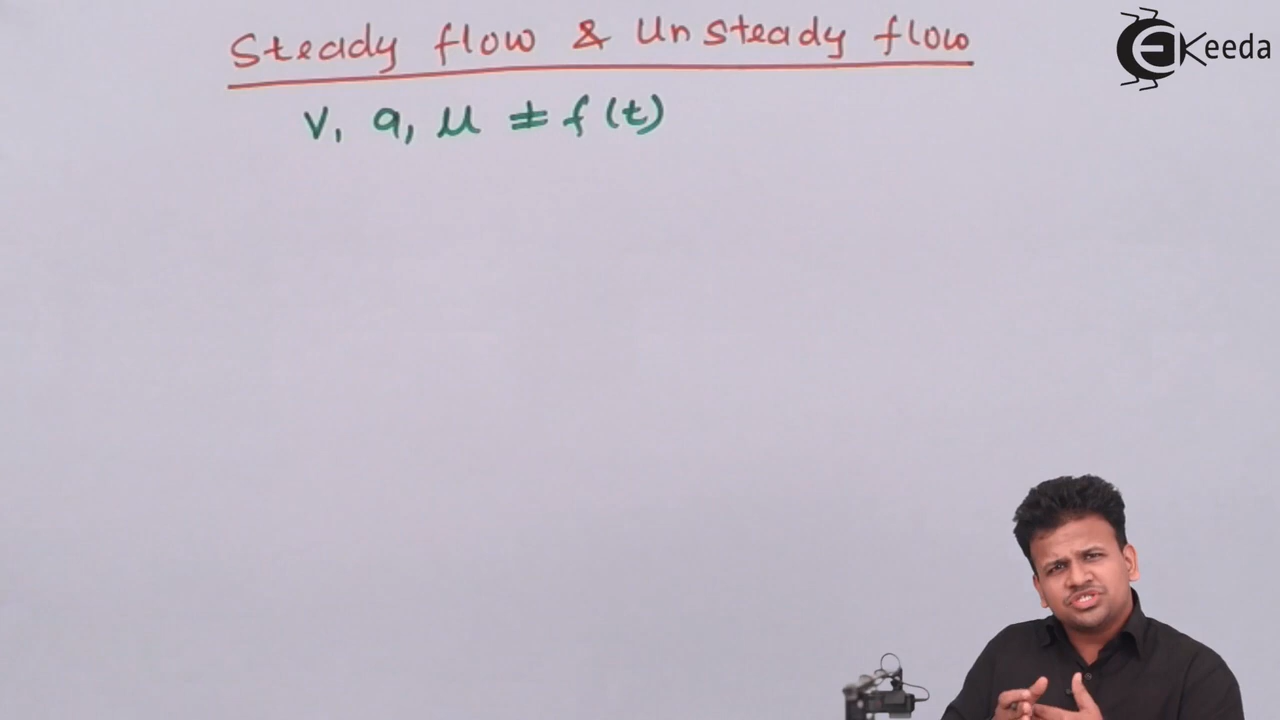 Steady flow & Unsteady flow
V, a, μ ≠ f(t)
EKeeda